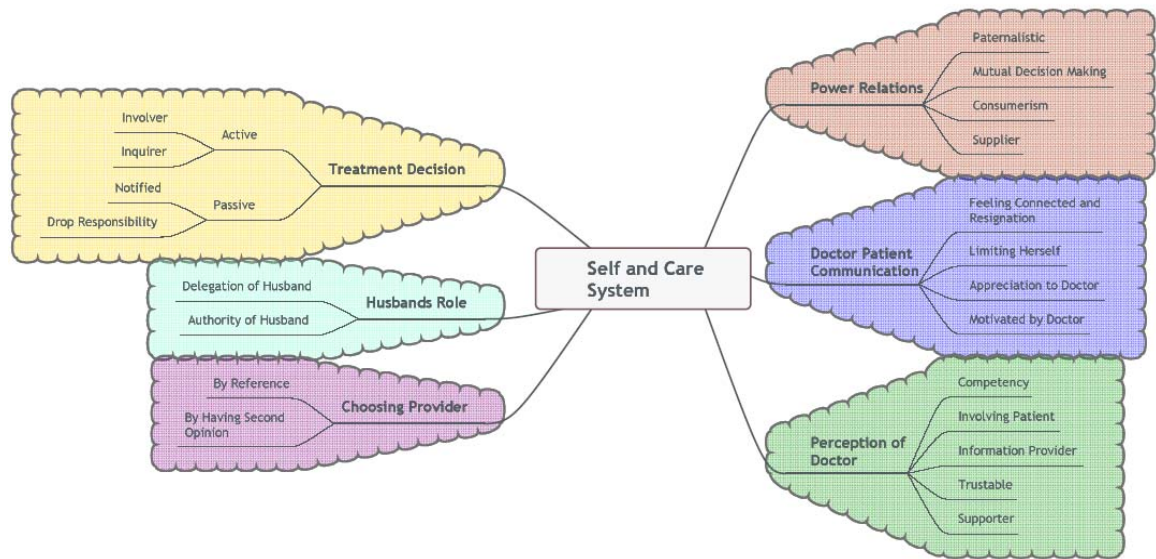 Self and Care
System
Treatment Decision
Active
Involver
Inquirer
Passive
Notified
Drop Responsibility
Husbands Role
Delegation of Husband
Authority of Husband
Choosing Provider
By Reference
By Having Second
Opinion
Power Relations
Paternalistic
Mutual Decision Making
Consumerism
Supplier
Doctor Patient
Communication
Feeling Connected and
Resignation
Limiting Herself
Appreciation to Doctor
Motivated by Doctor
Perception of
Doctor
Competency
Involving Patient
Information Provider
Trustable
Supporter